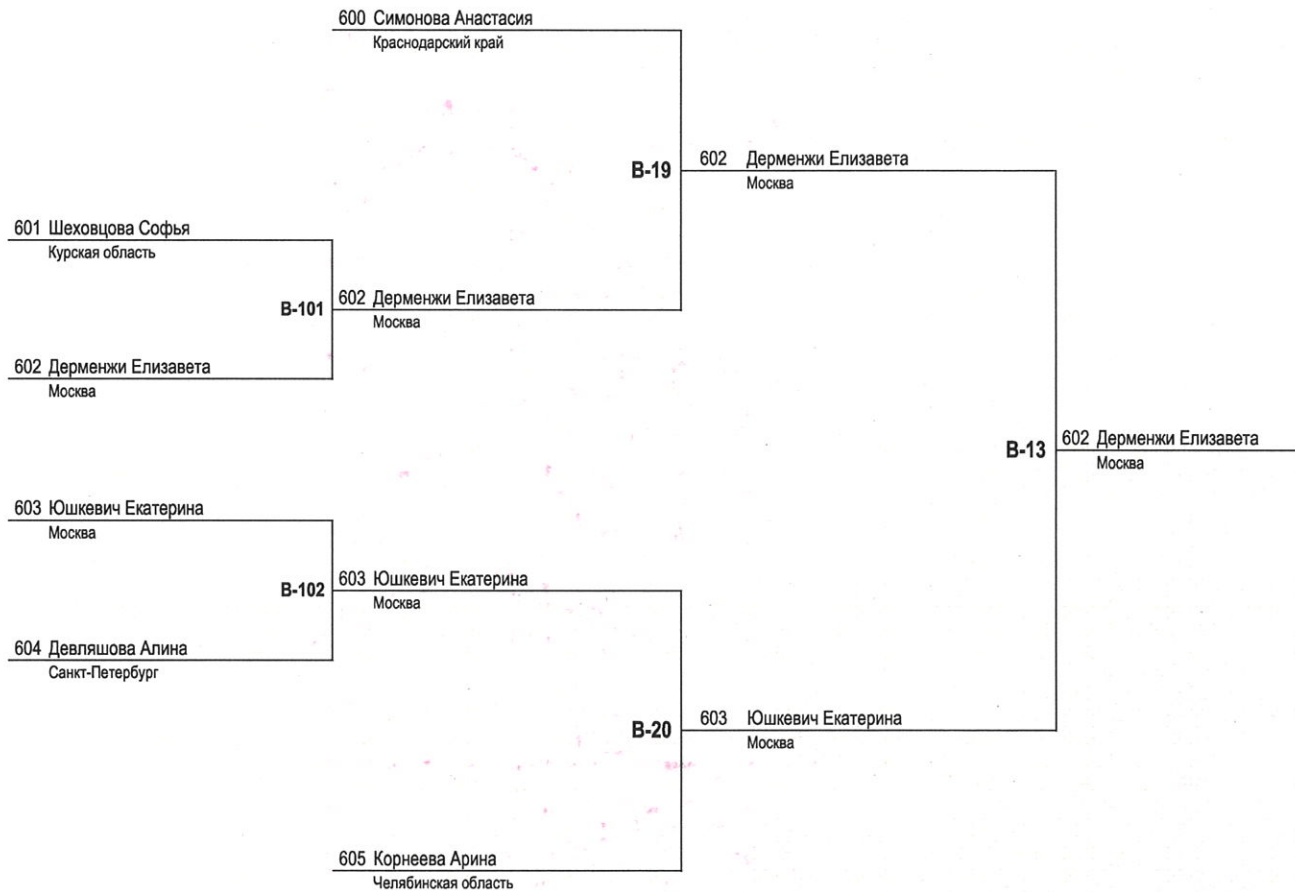 600 Симонова Анастасия
Краснодарский край
B-19
602 Дерменжи Елизавета
Москва
601 Шеховцова Софья
Курская область
B-101
602 Дерменжи Елизавета
Москва
602 Дерменжи Елизавета
Москва
B-13
602 Дерменжи Елизавета
Москва
603 Юшкевич Екатерина
Москва
B-102
603 Юшкевич Екатерина
Москва
604 Девляшова Алина
Санкт-Петербург
B-20
603 Юшкевич Екатерина
Москва
605 Корнеева Арина
Челябинская область